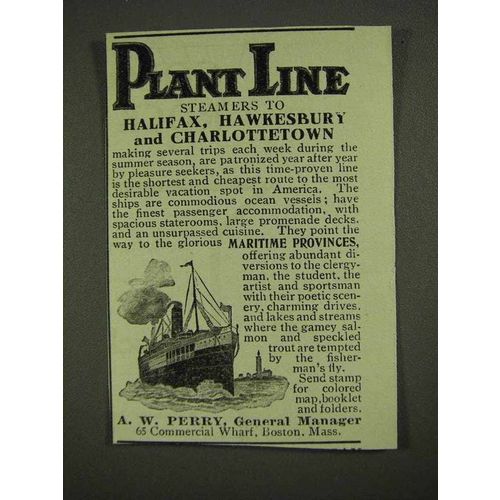 PLANT LINE
STEAMERS TO
HALIFAX, HAWKESBURY
and CHARLOTTETOWN
making several trips each week during the
summer season, are patronized year after year
by pleasure seekers, as this time-proven line
is the shortest and cheapest route to the most
desirable vacation spot in America. The
ships are commodious ocean vessels; have
the finest passenger accommodation, with
spacious staterooms, large promenade decks,
and an unsurpassed cuisine. They point the
way to the glorious MARITIME PROVINCES,
offering abundant di-
versions to the clergy-
man, the student, the
artist and sportsman
with their poetic scen-
ery, charming drives,
and lakes and streams
where the gamey sal-
mon and speckled
trout are tempted
by the fisher-
man's fly.
Send stamp
for colored
map, booklet
and folders.
A. W. PERRY, General Manager
65 Commercial Wharf, Boston, Mass.